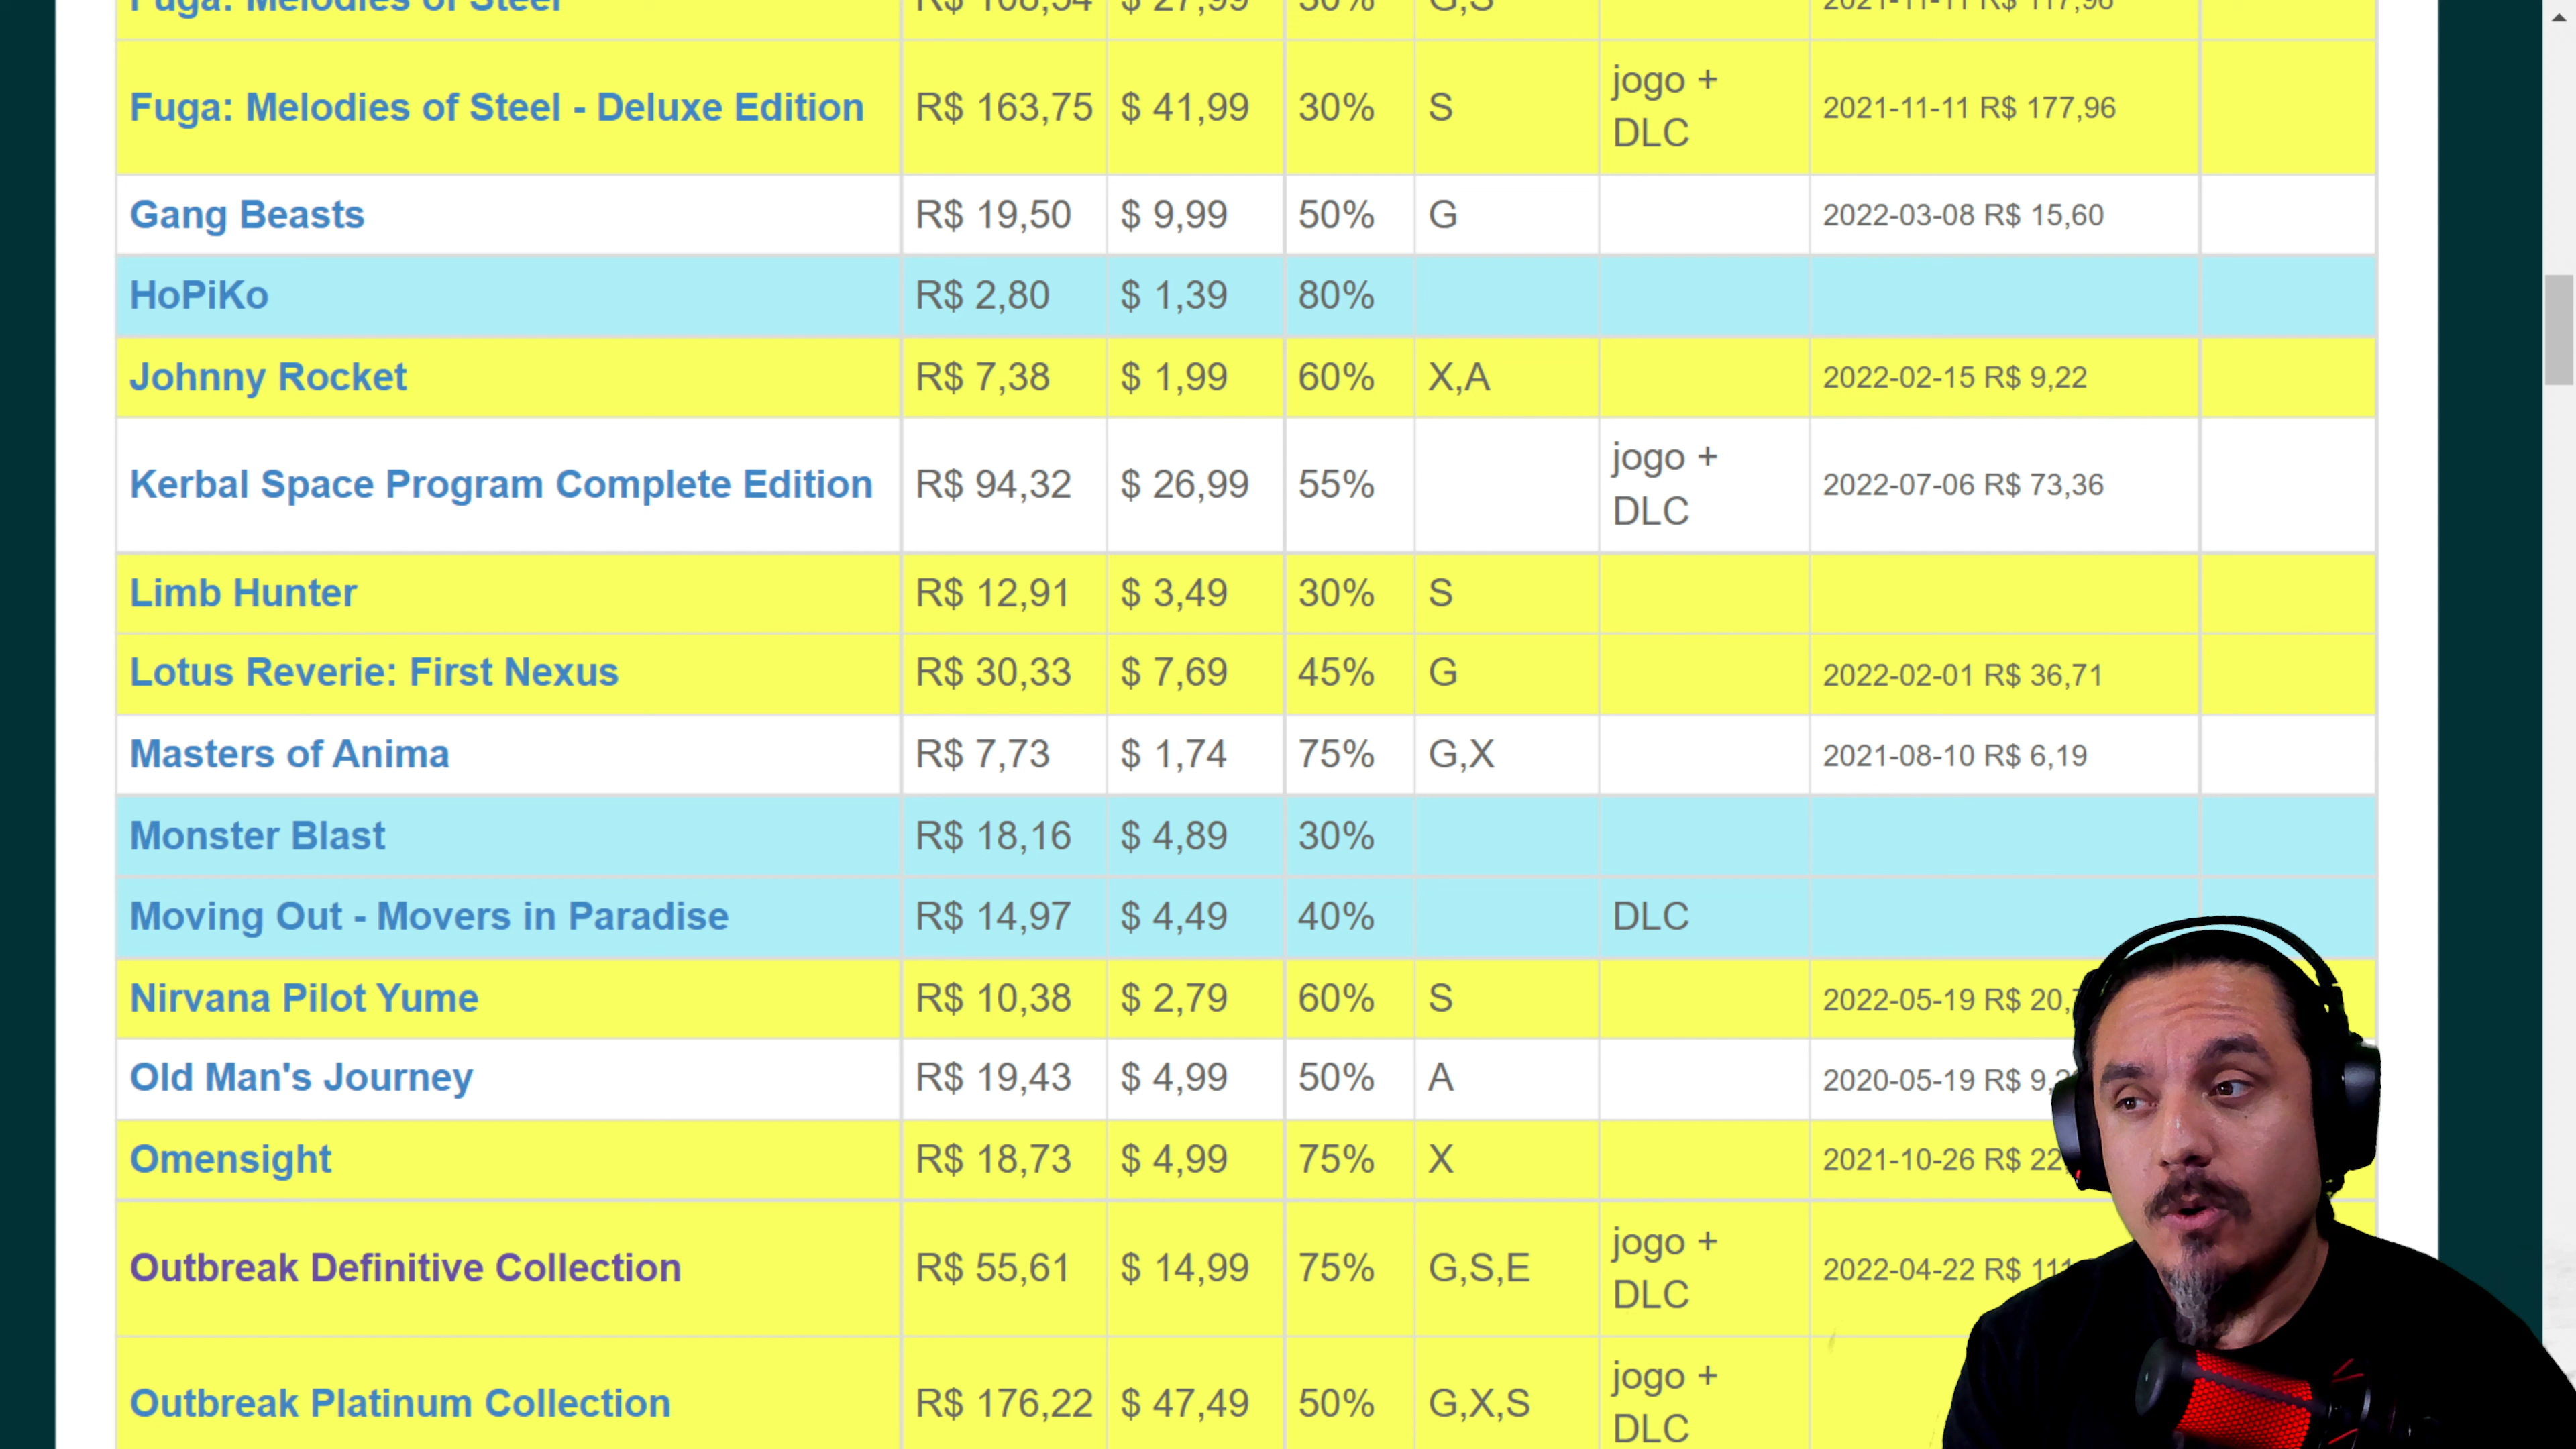 Fuga: Melodies of Steel R$ 108,54 $ 27,99 30% G,S 2021-11-11 R$ 117,96
Fuga: Melodies of Steel - Deluxe Edition R$ 163,75 $ 41,99 30% S jogo + DLC 2021-11-11 R$ 177,96
Gang Beasts R$ 19,50 $ 9,99 50% G 2022-03-08 R$ 15,60
HoPiKo R$ 2,80 $ 1,39 80%
Johnny Rocket R$ 7,38 $ 1,99 60% X,A 2022-02-15 R$ 9,22
Kerbal Space Program Complete Edition R$ 94,32 $ 26,99 55% jogo + DLC 2022-07-06 R$ 73,36
Limb Hunter R$ 12,91 $ 3,49 30% S
Lotus Reverie: First Nexus R$ 30,33 $ 7,69 45% G 2022-02-01 R$ 36,71
Masters of Anima R$ 7,73 $ 1,74 75% G,X 2021-08-10 R$ 6,19
Monster Blast R$ 18,16 $ 4,89 30%
Moving Out - Movers in Paradise R$ 14,97 $ 4,49 40% DLC
Nirvana Pilot Yume R$ 10,38 $ 2,79 60% S 2022-05-19 R$ 20,
Old Man's Journey R$ 19,43 $ 4,99 50% A 2020-05-19 R$ 9,
Omensight R$ 18,73 $ 4,99 75% X 2021-10-26 R$ 22
Outbreak Definitive Collection R$ 55,61 $ 14,99 75% G,S,E jogo + DLC 2022-04-22 R$
Outbreak Platinum Collection R$ 176,22 $ 47,49 50% G,X,S jogo + DLC